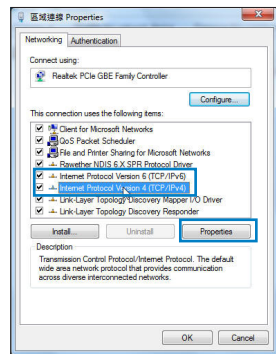 區域連線 Properties
Networking Authentication
Connect using:
Realtek PCIe GBE Family Controller
Configure...
This connection uses the following items:
Client for Microsoft Networks
QoS Packet Scheduler
File and Printer Sharing for Microsoft Networks
Rawether NDIS 6.X SPR Protocol Driver
Internet Protocol Version 6 (TCP/IPv6)
Internet Protocol Version 4 (TCP/IPv4)
Link-Layer Topology Discovery Mapper I/O Driver
Link-Layer Topology Discovery Responder
Install... Uninstall Properties
Description
Transmission Control Protocol/Internet Protocol. The default
wide area network protocol that provides communication
across diverse interconnected networks.
OK Cancel